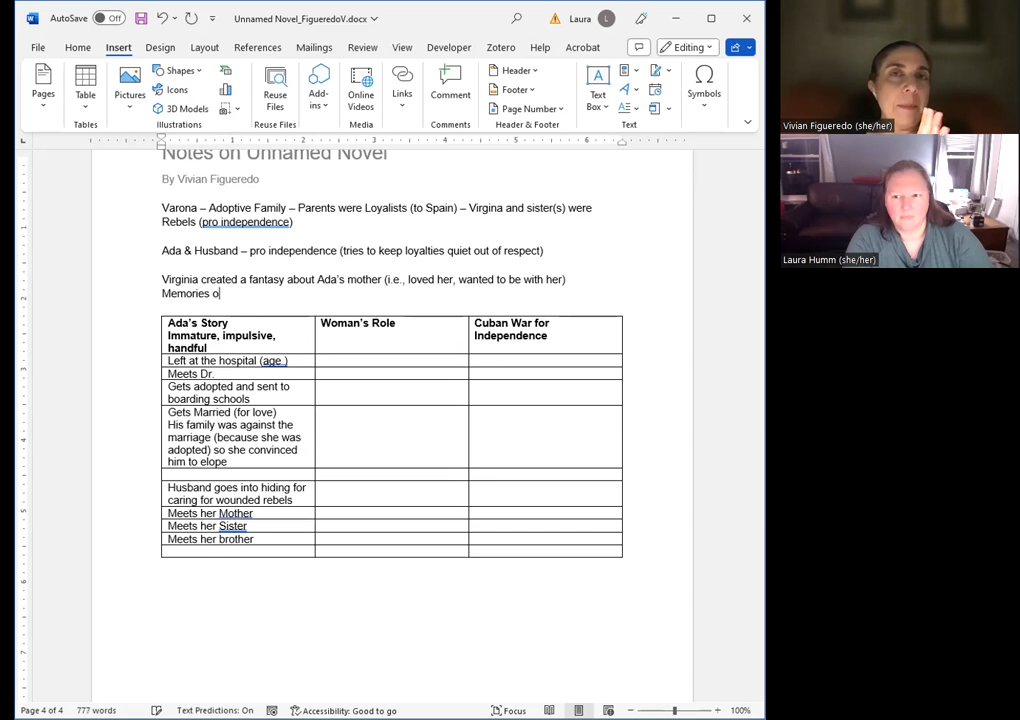 AutoSave Off Unnamed Novel_FigueredoV.docx Laura L
File Home Insert Design Layout References Mailings Review View Developer Zotero Help Acrobat Editing
Pages Table Pictures Shapes Icons 3D Models Reuse Files Add-ins Online Videos Links Comment Header Footer Page Number Text Box Symbols
Tables Illustrations Reuse Files Media Comments Header & Footer Text
Notes on Unnamed Novel
By Vivian Figueredo
Varona – Adoptive Family – Parents were Loyalists (to Spain) – Virgina and sister(s) were
Rebels (pro independence)
Ada & Husband – pro independence (tries to keep loyalties quiet out of respect)
Virginia created a fantasy about Ada's mother (i.e., loved her, wanted to be with her)
Memories o
Ada's Story
Immature, impulsive,
handful
Woman's Role
Cuban War for
Independence
Left at the hospital (age )
Meets Dr.
Gets adopted and sent to
boarding schools
Gets Married (for love)
His family was against the
marriage (because she was
adopted) so she convinced
him to elope
Husband goes into hiding for
caring for wounded rebels
Meets her Mother
Meets her Sister
Meets her brother
Page 4 of 4 777 words Text Predictions: On Accessibility: Good to go Focus 100%
Vivian Figueredo (she/her)
Laura Humm (she/her)